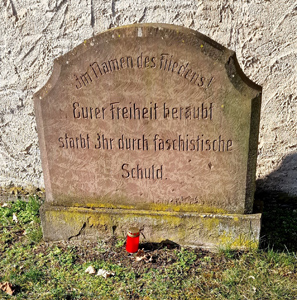 Im Namen des Friedens!
Eurer Freiheit beraubt
starbt Ihr durch faschistische
Schuld.